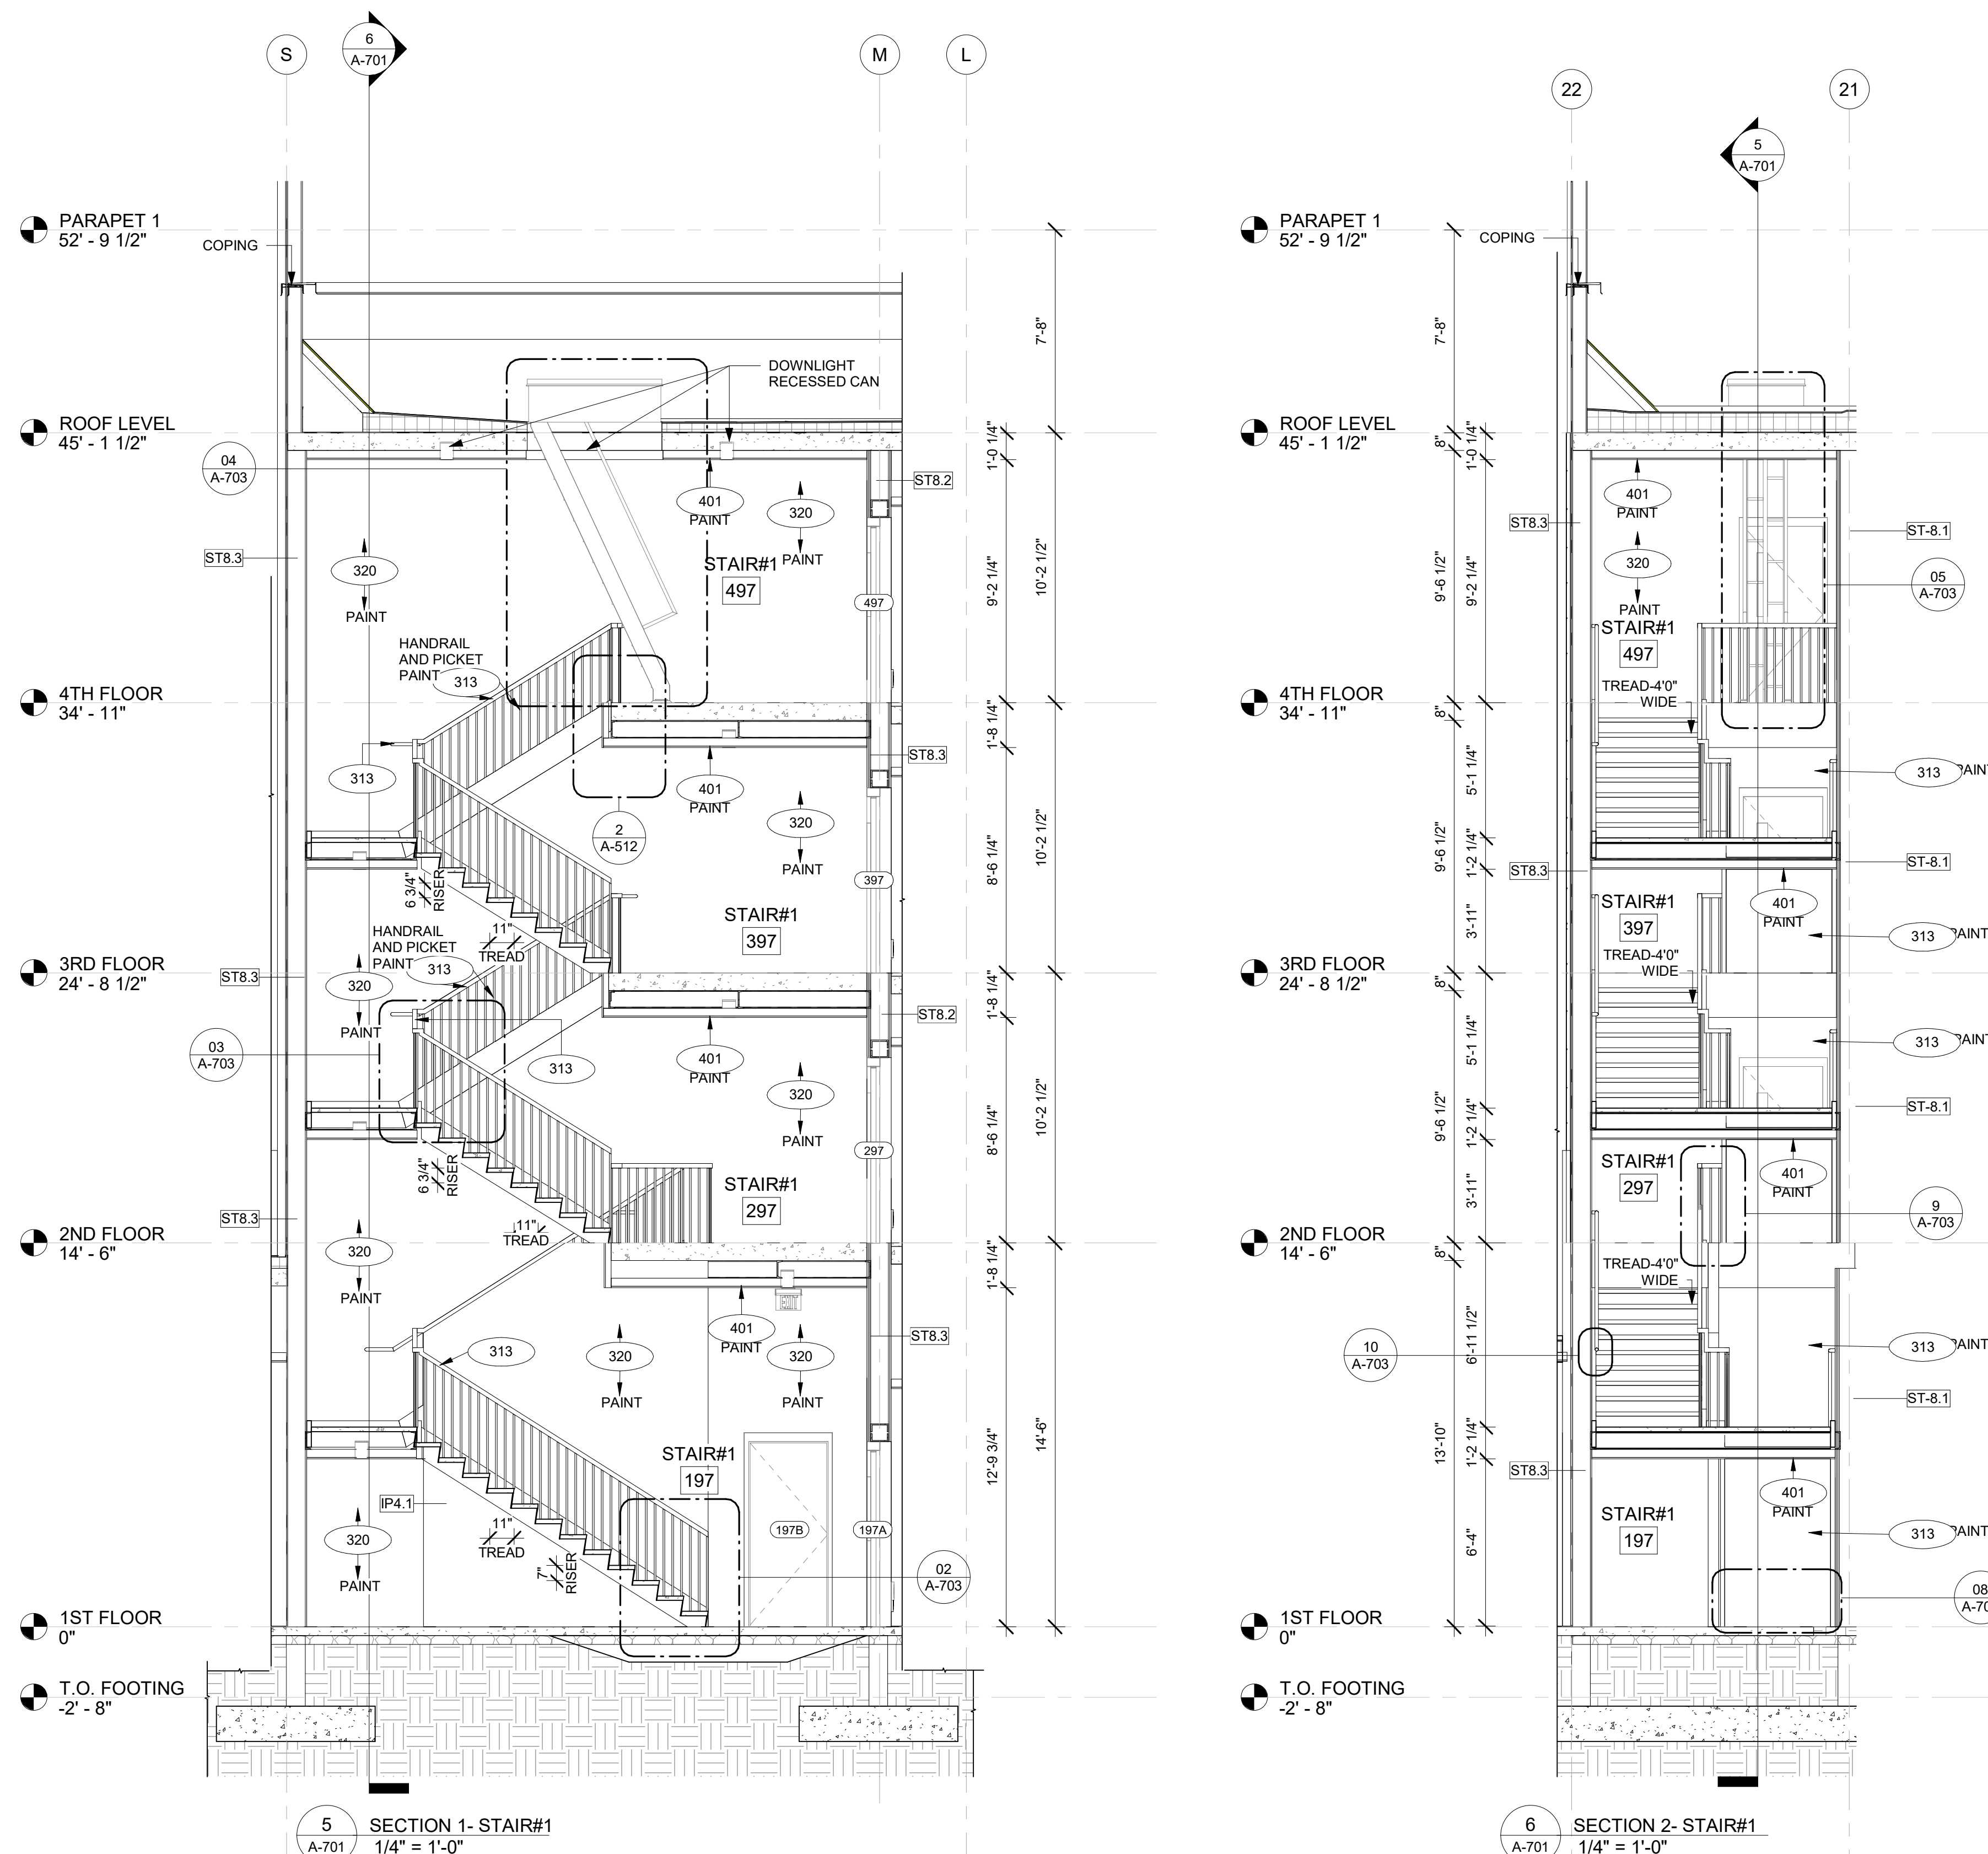 S
6
A-701
M
L
PARAPET 1
52' - 9 1/2"
COPING
7'-8"
DOWNLIGHT
RECESSED CAN
ROOF LEVEL
45' - 1 1/2"
04
A-703
1'-0 1/4"
401
PAINT
320
PAINT
ST8.2
ST8.3
320
PAINT
STAIR#1
497
497
9'-2 1/4"
10'-2 1/2"
HANDRAIL
AND PICKET
PAINT
313
4TH FLOOR
34' - 11"
1'-8 1/4"
313
ST8.3
401
PAINT
320
PAINT
2
A-512
8'-6 1/4"
10'-2 1/2"
6 3/4"
RISER
397
STAIR#1
397
HANDRAIL
AND PICKET
PAINT
313
11"
TREAD
3RD FLOOR
24' - 8 1/2"
ST8.3
320
PAINT
1'-8 1/4"
ST8.2
03
A-703
313
401
PAINT
320
PAINT
8'-6 1/4"
10'-2 1/2"
6 3/4"
RISER
297
STAIR#1
297
ST8.3
11"
TREAD
2ND FLOOR
14' - 6"
320
PAINT
1'-8 1/4"
EXIT
401
PAINT
313
320
PAINT
320
PAINT
ST8.3
12'-9 3/4"
14'-6"
STAIR#1
197
IP4.1
11"
TREAD
7"
RISER
197B
197A
320
PAINT
02
A-703
1ST FLOOR
0"
T.O. FOOTING
-2' - 8"
5
A-701
SECTION 1- STAIR#1
1/4" = 1'-0"
22
21
5
A-701
PARAPET 1
52' - 9 1/2"
COPING
7'-8"
ROOF LEVEL
45' - 1 1/2"
8"
1'-0 1/4"
401
PAINT
ST8.3
ST-8.1
320
PAINT
05
A-703
9'-6 1/2"
9'-2 1/4"
STAIR#1
497
TREAD-4'0"
WIDE
4TH FLOOR
34' - 11"
8"
5'-1 1/4"
313
PAINT
9'-6 1/2"
1'-2 1/4"
ST8.3
ST-8.1
401
PAINT
STAIR#1
397
3'-11"
313
PAINT
TREAD-4'0"
WIDE
3RD FLOOR
24' - 8 1/2"
8"
5'-1 1/4"
313
PAINT
9'-6 1/2"
1'-2 1/4"
ST-8.1
STAIR#1
297
401
PAINT
3'-11"
9
A-703
2ND FLOOR
14' - 6"
8"
TREAD-4'0"
WIDE
10
A-703
6'-11 1/2"
313
PAINT
ST-8.1
13'-10"
1'-2 1/4"
ST8.3
401
PAINT
STAIR#1
197
6'-4"
313
PAINT
08
1ST FLOOR
0"
T.O. FOOTING
-2' - 8"
6
A-701
SECTION 2- STAIR#1
1/4" = 1'-0"